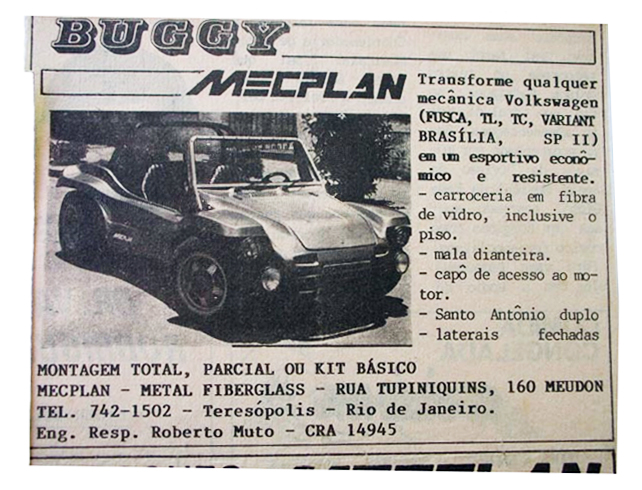 BUGGY
MECPLAN
Transforme qualquer
mecânica Volkswagen
(FUSCA, TL, TC, VARIANT
BRASÍLIA, SP II)
em um esportivo econô-
mico e resistente.
- carroceria em fibra
de vidro, inclusive o
piso.
- mala dianteira.
- capô de acesso ao mo-
tor.
- Santo Antônio duplo
- laterais fechadas
MONTAGEM TOTAL, PARCIAL OU KIT BÁSICO
MECPLAN - METAL FIBERGLASS - RUA TUPINIQUINS, 160 MEUDON
TEL. 742-1502 - Teresópolis - Rio de Janeiro.
Eng. Resp. Roberto Muto - CRA 14945